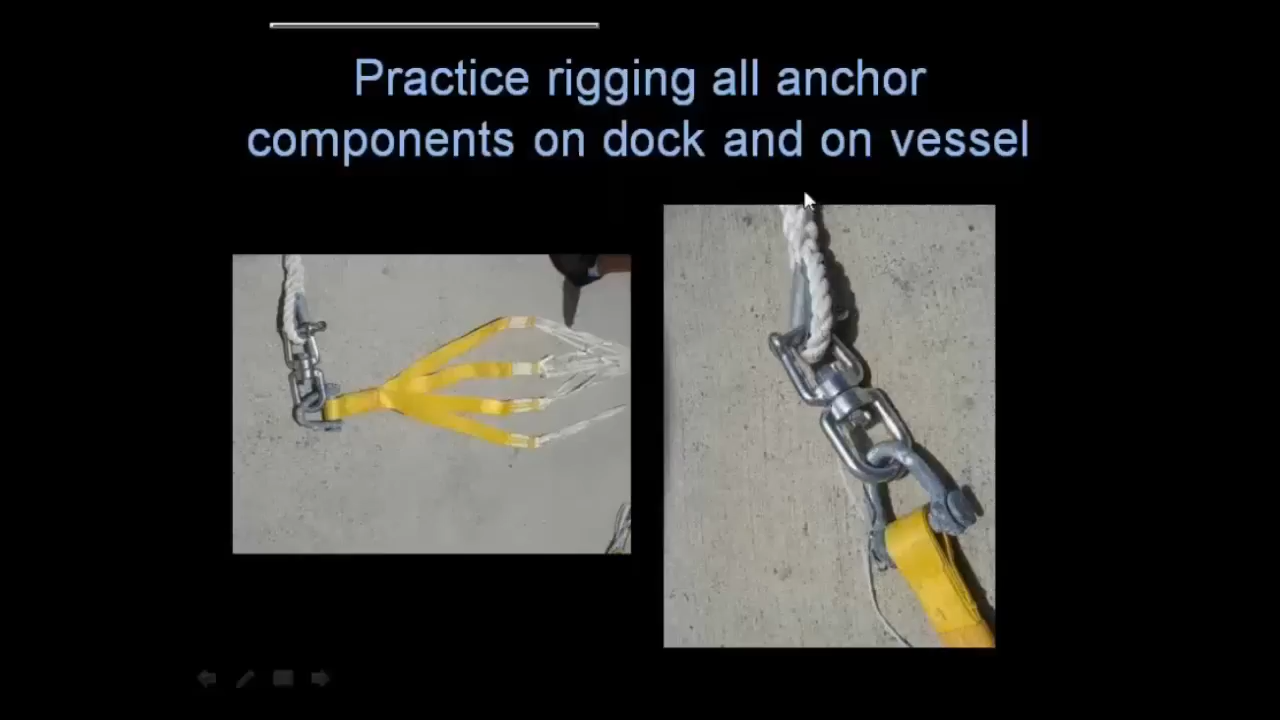 Practice rigging all anchor
components on dock and on vessel